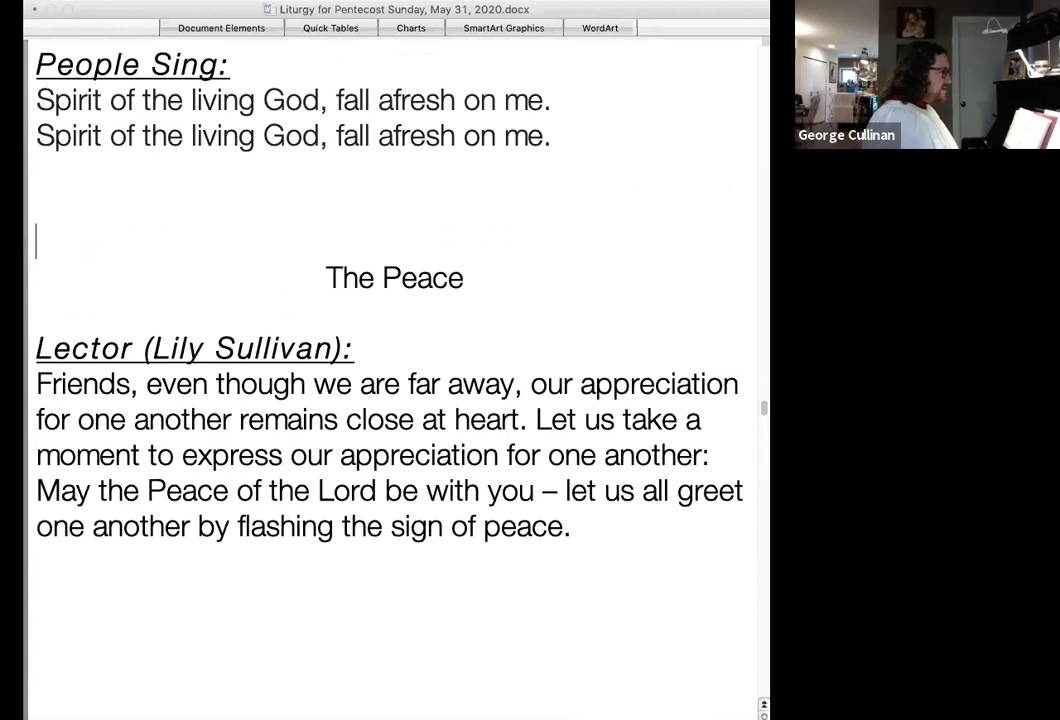 Liturgy for Pentecost Sunday, May 31, 2020.docx
Document Elements Quick Tables Charts SmartArt Graphics WordArt
People Sing:
Spirit of the living God, fall afresh on me.
Spirit of the living God, fall afresh on me.
The Peace
Lector (Lily Sullivan):
Friends, even though we are far away, our appreciation
for one another remains close at heart. Let us take a
moment to express our appreciation for one another:
May the Peace of the Lord be with you – let us all greet
one another by flashing the sign of peace.
George Cullinan